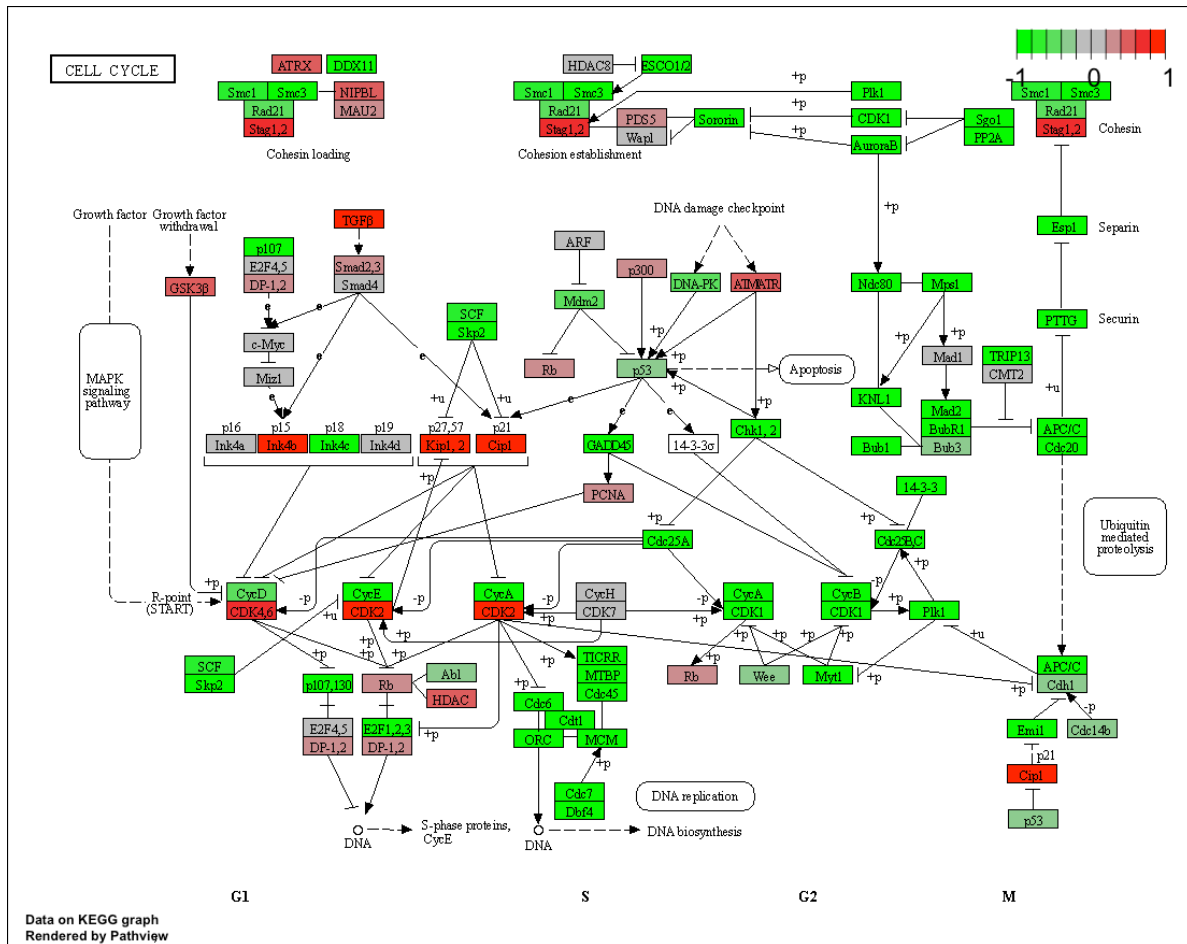 CELL CYCLE
ATRX
DDX11
Smc1
Smc3
NIPBL
Rad21
MAU2
Stag1,2
Cohesin loading
HDAC8
ESCO1/2
Smc1
Smc3
Rad21
Stag1,2
PDS5
Wapl
Sororin
Cohesion establishment
+p
Plk1
+p
CDK1
+p
AuroraB
Sgo1
PP2A
-1
0
1
Smc1
Smc3
Rad21
Stag1,2
Cohesin
Growth factor
Growth factor
withdrawal
TGFβ
GSK3β
p107
E2F4,5
DP-1,2
Smad2,3
Smad4
e
e
e
e
c-Myc
Miz1
e
MAPK
signaling
pathway
SCF
Skp2
+u
+u
ARF
Mdm2
Rb
DNA damage checkpoint
p300
DNA-PK
ATM/ATR
+p
+p
+p
p53
Apoptosis
e
e
e
+p
+p
+p
Ndc80
Mps1
+p
+p
Mad1
TRIP13
CMT2
KNL1
Mad2
BubR1
Bub3
Bub1
Esp1
Separin
PTTG
Securin
+u
APC/C
Cdc20
p16
Ink4a
p15
Ink4b
p18
Ink4c
p19
Ink4d
p27,57
Kip1, 2
p21
Cip1
+p
GADD45
14-3-3σ
Chk1, 2
PCNA
14-3-3
+p
+p
Cdc25A
Cdc25B,C
Ubiquitin
mediated
proteolysis
R-point
(START)
+p
CycD
CDK4,6
-p
+u
CycE
CDK2
-p
CycA
CDK2
-p
+p
CycH
CDK7
-p
+p
CycA
CDK1
CycB
CDK1
-p
+p
+p
Plk1
+u
SCF
Skp2
+p
+p
+p
+p
p107,130
Rb
Abl
HDAC
E2F4,5
DP-1,2
E2F1,2,3
DP-1,2
+p
+p
+p
TICRR
MTBP
Cdc45
Cdc6
Cdt1
ORC
MCM
+p
Cdc7
Dbf4
+p
Rb
Wee
Myt1
+p
+p
APC/C
Cdh1
-p
Emi1
Cdc14b
p21
Cip1
p53
DNA
S-phase proteins,
CycE
DNA
DNA replication
DNA biosynthesis
G1
S
G2
M
Data on KEGG graph
Rendered by Pathview